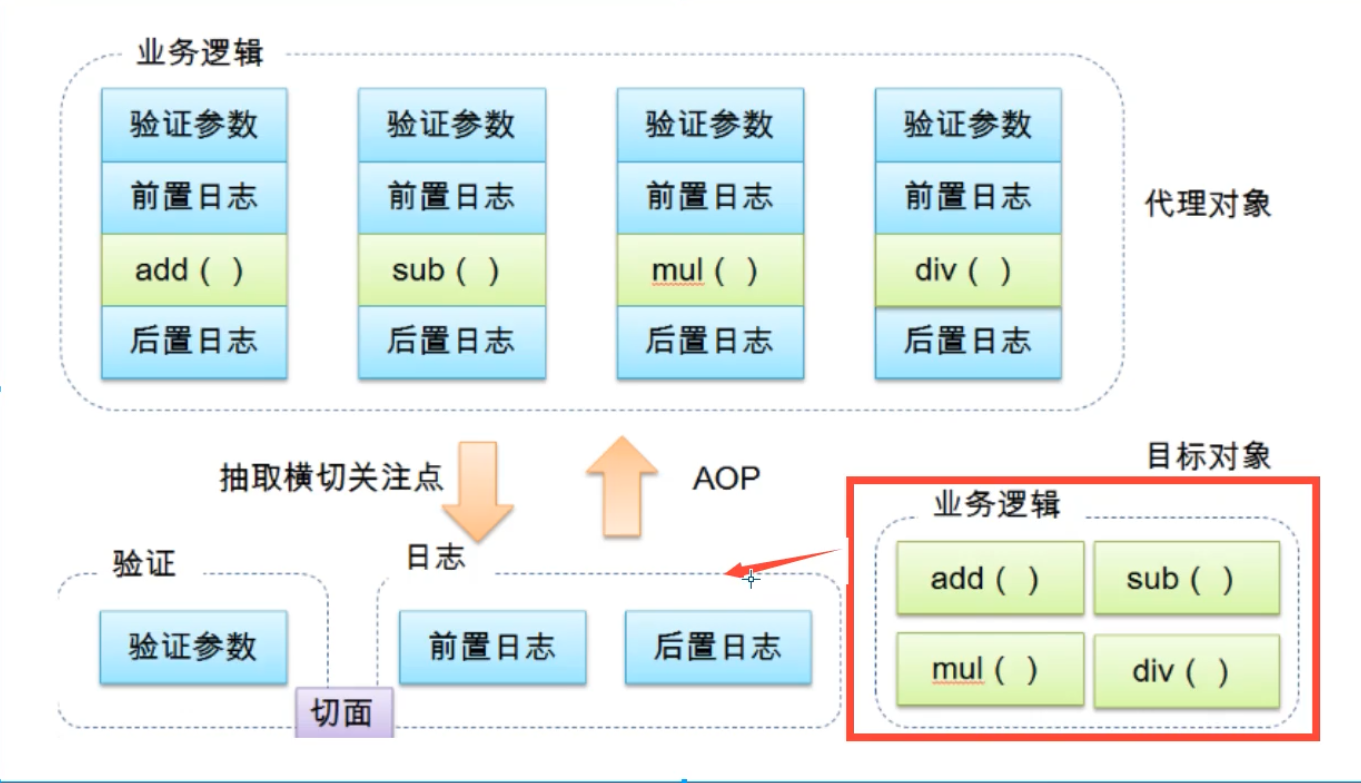 业务逻辑
验证参数 验证参数 验证参数 验证参数
前置日志 前置日志 前置日志 前置日志
代理对象
add ( ) sub ( ) mul ( ) div ( )
后置日志 后置日志 后置日志 后置日志
抽取横切关注点
AOP
目标对象
业务逻辑
add ( ) sub ( )
mul ( ) div ( )
验证
日志
验证参数 前置日志 后置日志
切面